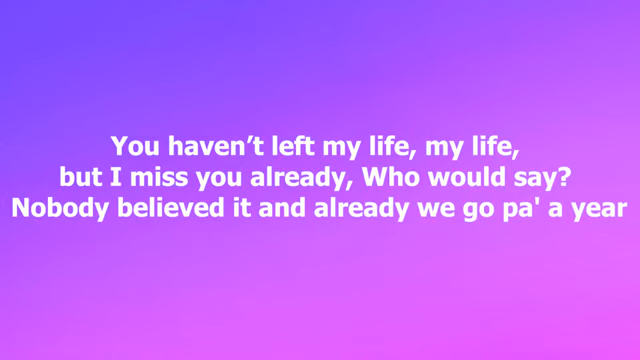 You haven’t left my life, my life,
but I miss you already, Who would say?
Nobody believed it and already we go pa' a year